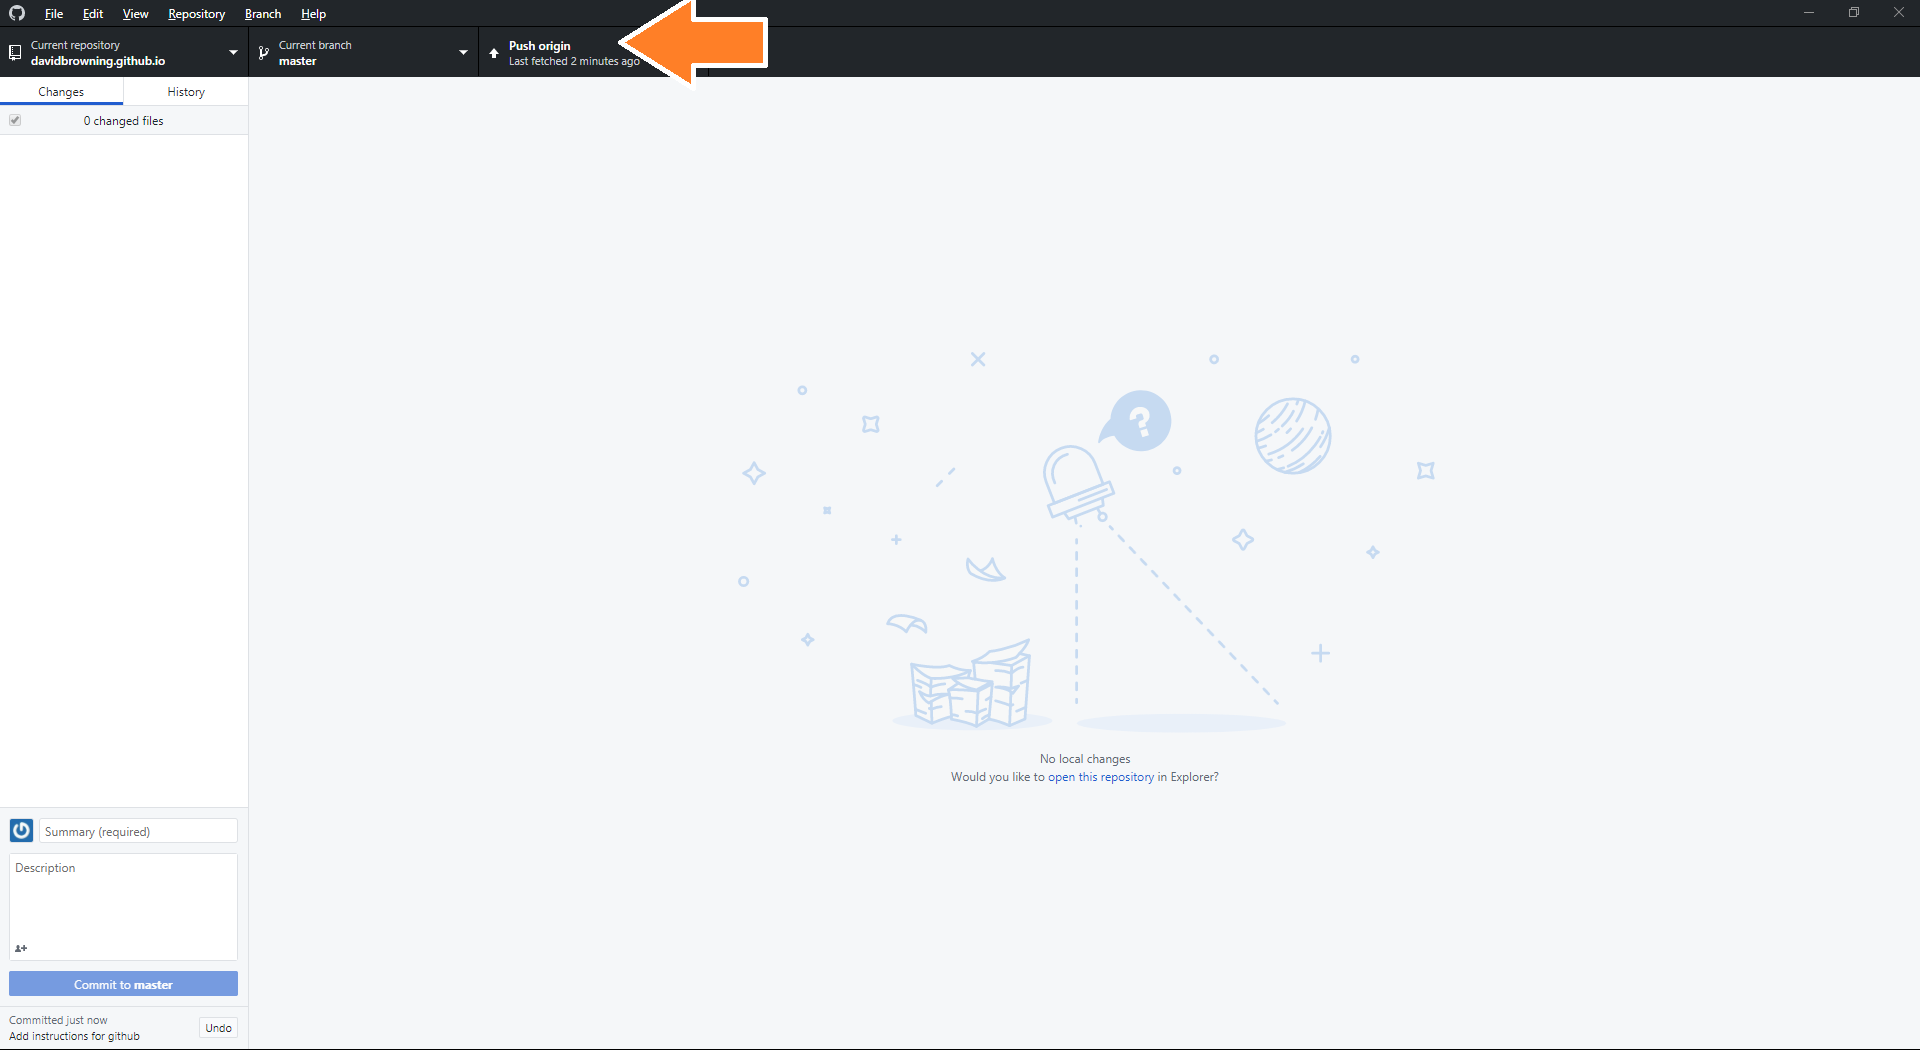 File Edit View Repository Branch Help
Current repository
davidbrowning.github.io
Current branch
master
Push origin
Last fetched 2 minutes ago
Changes History
0 changed files
?
No local changes
Would you like to open this repository in Explorer?
Summary (required)
Description
Commit to master
Committed just now
Add instructions for github
Undo